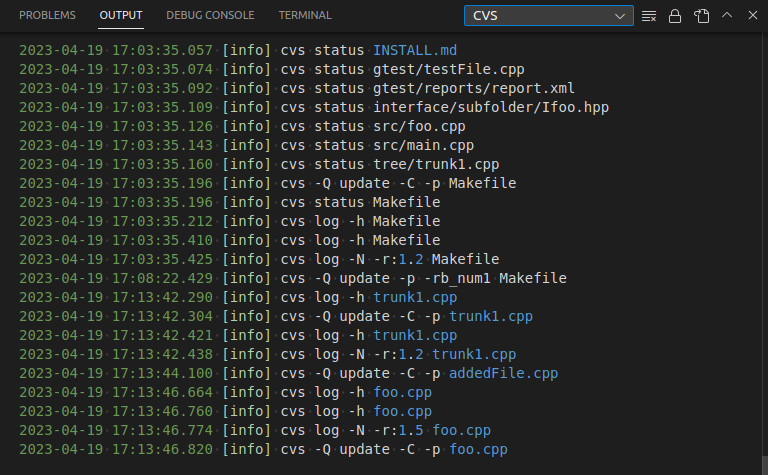 PROBLEMS OUTPUT DEBUG CONSOLE TERMINAL CVS
2023-04-19 17:03:35.057 [info] cvs status INSTALL.md
2023-04-19 17:03:35.074 [info] cvs status gtest/testFile.cpp
2023-04-19 17:03:35.092 [info] cvs status gtest/reports/report.xml
2023-04-19 17:03:35.109 [info] cvs status interface/subfolder/Ifoo.hpp
2023-04-19 17:03:35.126 [info] cvs status src/foo.cpp
2023-04-19 17:03:35.143 [info] cvs status src/main.cpp
2023-04-19 17:03:35.160 [info] cvs status tree/trunk1.cpp
2023-04-19 17:03:35.196 [info] cvs -Q update -C -p Makefile
2023-04-19 17:03:35.196 [info] cvs status Makefile
2023-04-19 17:03:35.212 [info] cvs log -h Makefile
2023-04-19 17:03:35.410 [info] cvs log -h Makefile
2023-04-19 17:03:35.425 [info] cvs log -N -r:1.2 Makefile
2023-04-19 17:08:22.429 [info] cvs -Q update -p -rb_num1 Makefile
2023-04-19 17:13:42.290 [info] cvs log -h trunk1.cpp
2023-04-19 17:13:42.304 [info] cvs -Q update -C -p trunk1.cpp
2023-04-19 17:13:42.421 [info] cvs log -h trunk1.cpp
2023-04-19 17:13:42.438 [info] cvs log -N -r:1.2 trunk1.cpp
2023-04-19 17:13:44.100 [info] cvs -Q update -C -p addedFile.cpp
2023-04-19 17:13:46.664 [info] cvs log -h foo.cpp
2023-04-19 17:13:46.760 [info] cvs log -h foo.cpp
2023-04-19 17:13:46.774 [info] cvs log -N -r:1.5 foo.cpp
2023-04-19 17:13:46.820 [info] cvs -Q update -C -p foo.cpp